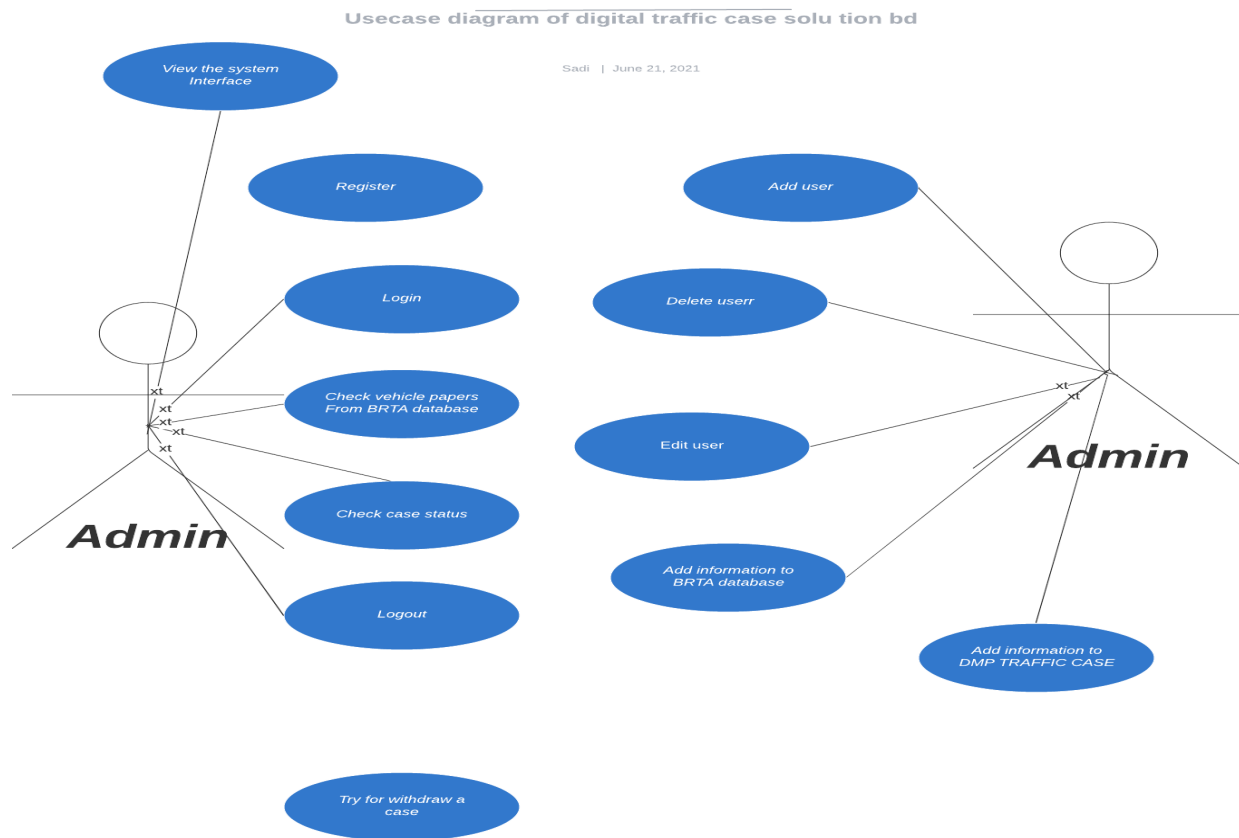 Usecase diagram of digital traffic case solu tion bd
Sadi | June 21, 2021
View the system
Interface
Register
Add user
Login
Delete userr
Check vehicle papers
From BRTA database
xt
xt
xt
xt
xt
xt
xt
Edit user
Admin
Check case status
Admin
Add information to
BRTA database
Logout
Add information to
DMP TRAFFIC CASE
Try for withdraw a
case